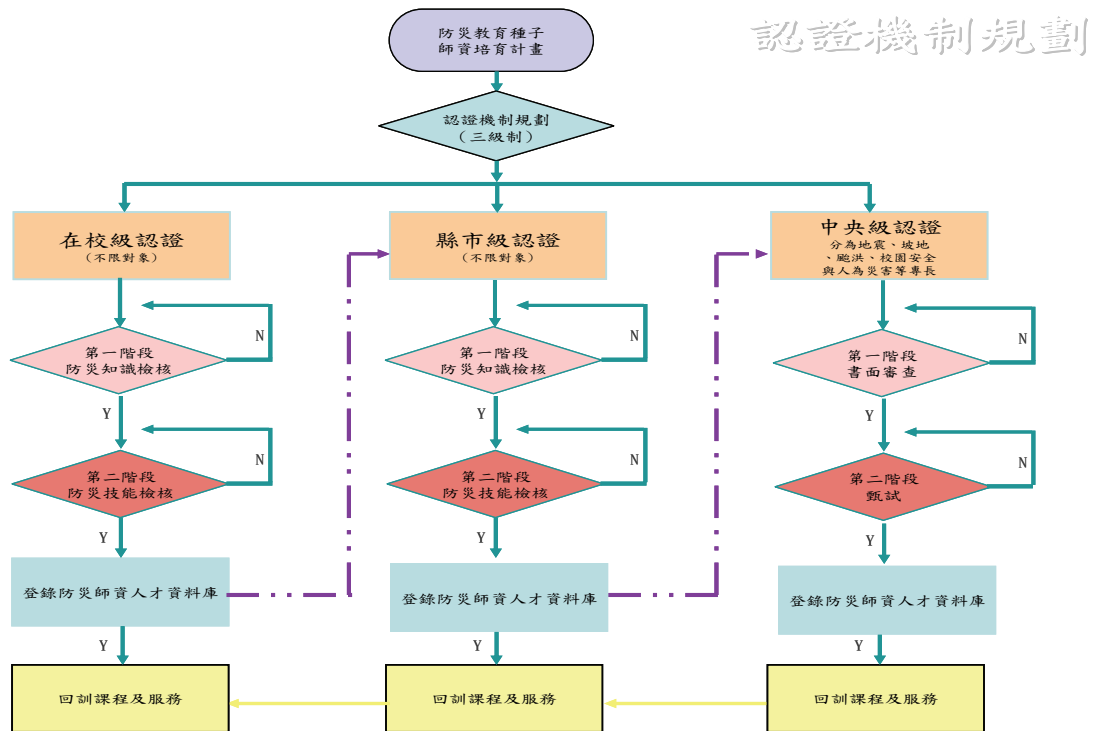 認證機制規劃
防災教育種子
師資培育計畫
認證機制規劃
（三級制）
在校級認證
（不限對象）
縣市級認證
（不限對象）
中央級認證
分為地震、坡地
、颱洪、校園安全
與人為災害等專長
N
第一階段
防災知識檢核
Y
N
第二階段
防災技能檢核
Y
登錄防災師資人才資料庫
Y
回訓課程及服務
N
第一階段
防災知識檢核
Y
N
第二階段
防災技能檢核
Y
登錄防災師資人才資料庫
Y
回訓課程及服務
N
第一階段
書面審查
Y
N
第二階段
甄試
Y
登錄防災師資人才資料庫
Y
回訓課程及服務